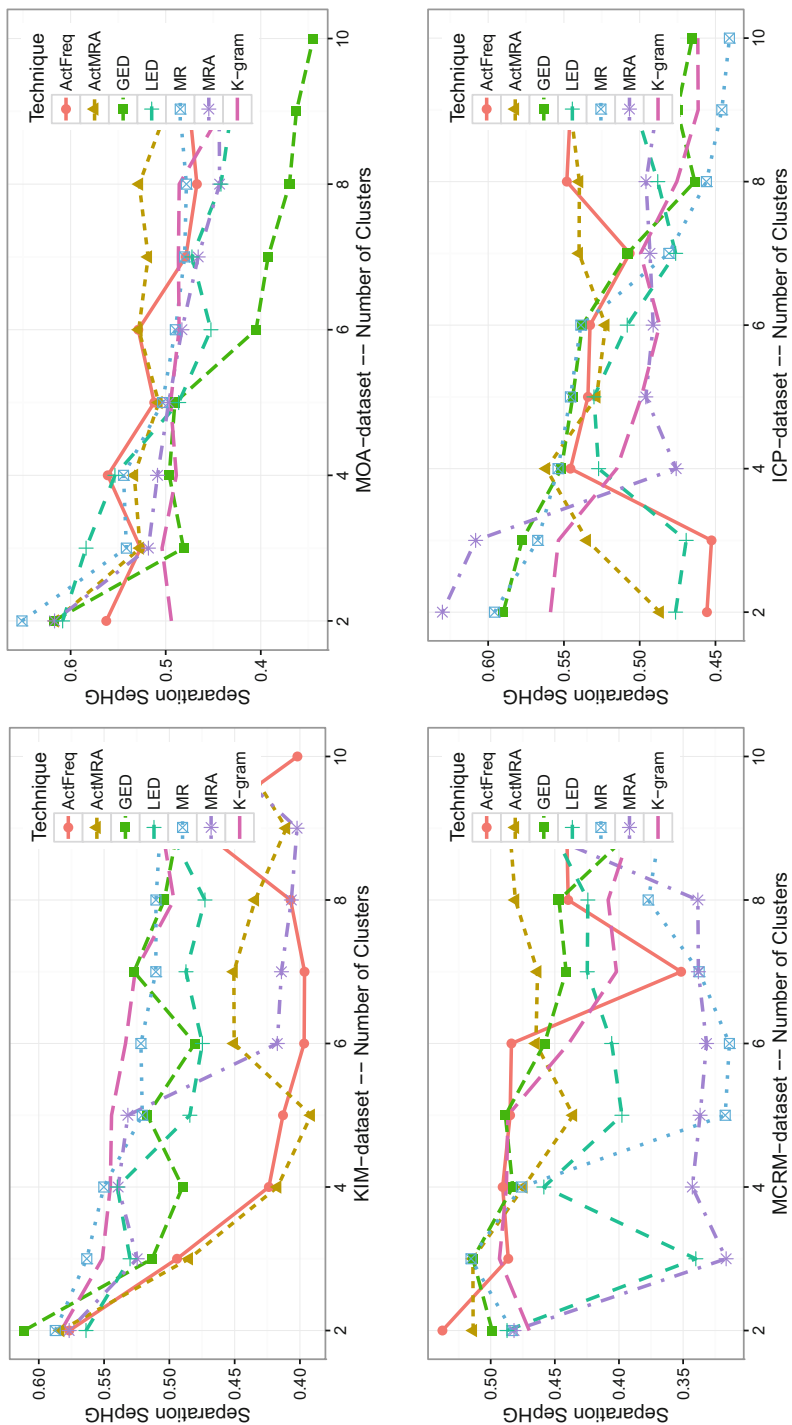 Separation SepHG
0.60
0.55
0.50
0.45
0.40
Technique
ActFreq
ActMRA
GED
LED
MR
MRA
K−gram
2 4 6 8 10
KIM−dataset −− Number of Clusters
Separation SepHG
0.6
0.5
0.4
Technique
ActFreq
ActMRA
GED
LED
MR
MRA
K−gram
2 4 6 8 10
MOA−dataset −− Number of Clusters
Separation SepHG
0.50
0.45
0.40
0.35
Technique
ActFreq
ActMRA
GED
LED
MR
MRA
K−gram
2 4 6 8 10
MCRM−dataset −− Number of Clusters
Separation SepHG
0.60
0.55
0.50
0.45
Technique
ActFreq
ActMRA
GED
LED
MR
MRA
K−gram
2 4 6 8 10
ICP−dataset −− Number of Clusters